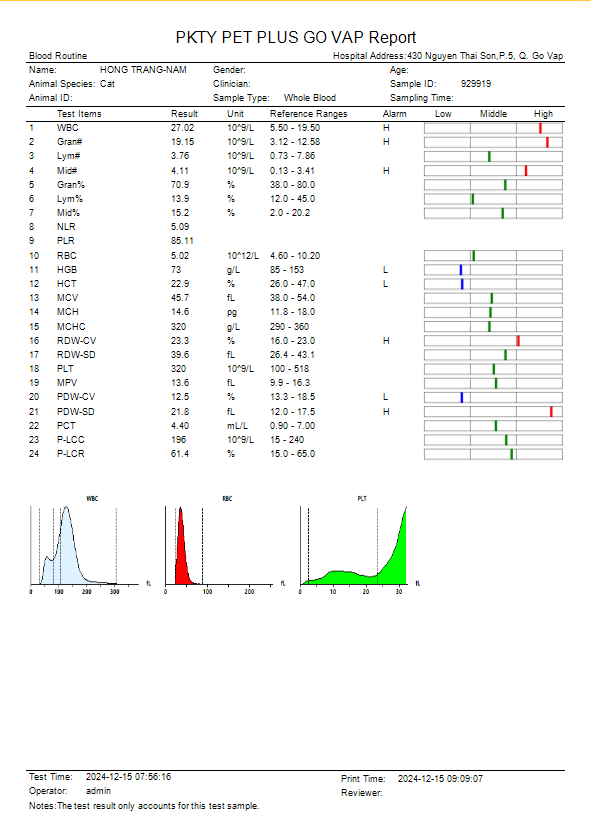 PKTY PET PLUS GO VAP Report
Blood Routine Hospital Address:430 Nguyen Thai Son,P.5, Q. Go Vap
Name: HONG TRANG-NAM Gender: Age:
Animal Species: Cat Clinician: Sample ID: 929919
Animal ID: Sample Type: Whole Blood Sampling Time:
Test Items Result Unit Reference Ranges Alarm Low Middle High
1 WBC 27.02 10^9/L 5.50 - 19.50 H
2 Gran# 19.15 10^9/L 3.12 - 12.58 H
3 Lym# 3.76 10^9/L 0.73 - 7.86
4 Mid# 4.11 10^9/L 0.13 - 3.41 H
5 Gran% 70.9 % 38.0 - 80.0
6 Lym% 13.9 % 12.0 - 45.0
7 Mid% 15.2 % 2.0 - 20.2
8 NLR 5.09
9 PLR 85.11
10 RBC 5.02 10^12/L 4.60 - 10.20
11 HGB 73 g/L 85 - 153 L
12 HCT 22.9 % 26.0 - 47.0 L
13 MCV 45.7 fL 38.0 - 54.0
14 MCH 14.6 pg 11.8 - 18.0
15 MCHC 320 g/L 290 - 360
16 RDW-CV 23.3 % 16.0 - 23.0 H
17 RDW-SD 39.6 fL 26.4 - 43.1
18 PLT 320 10^9/L 100 - 518
19 MPV 13.6 fL 9.9 - 16.3
20 PDW-CV 12.5 % 13.3 - 18.5 L
21 PDW-SD 21.8 fL 12.0 - 17.5 H
22 PCT 4.40 mL/L 0.90 - 7.00
23 P-LCC 196 10^9/L 15 - 240
24 P-LCR 61.4 % 15.0 - 65.0
WBC RBC PLT
fL fL fL
0 100 200 300 0 100 200 0 10 20 30
Test Time: 2024-12-15 07:56:16 Print Time: 2024-12-15 09:09:07
Operator: admin Reviewer:
Notes:The test result only accounts for this test sample.